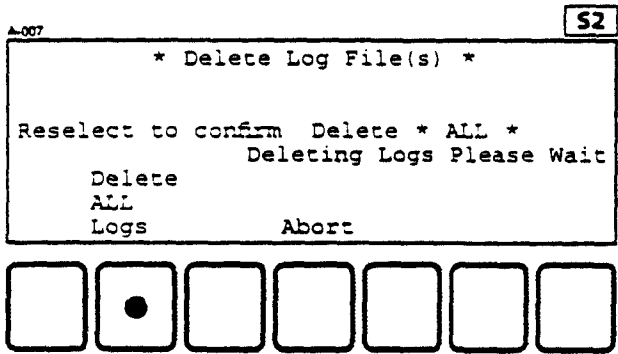 A-007
S2
* Delete Log File(s) *
Reselect to confirm Delete * ALL *
Deleting Logs Please Wait
Delete
ALL
Logs Abort